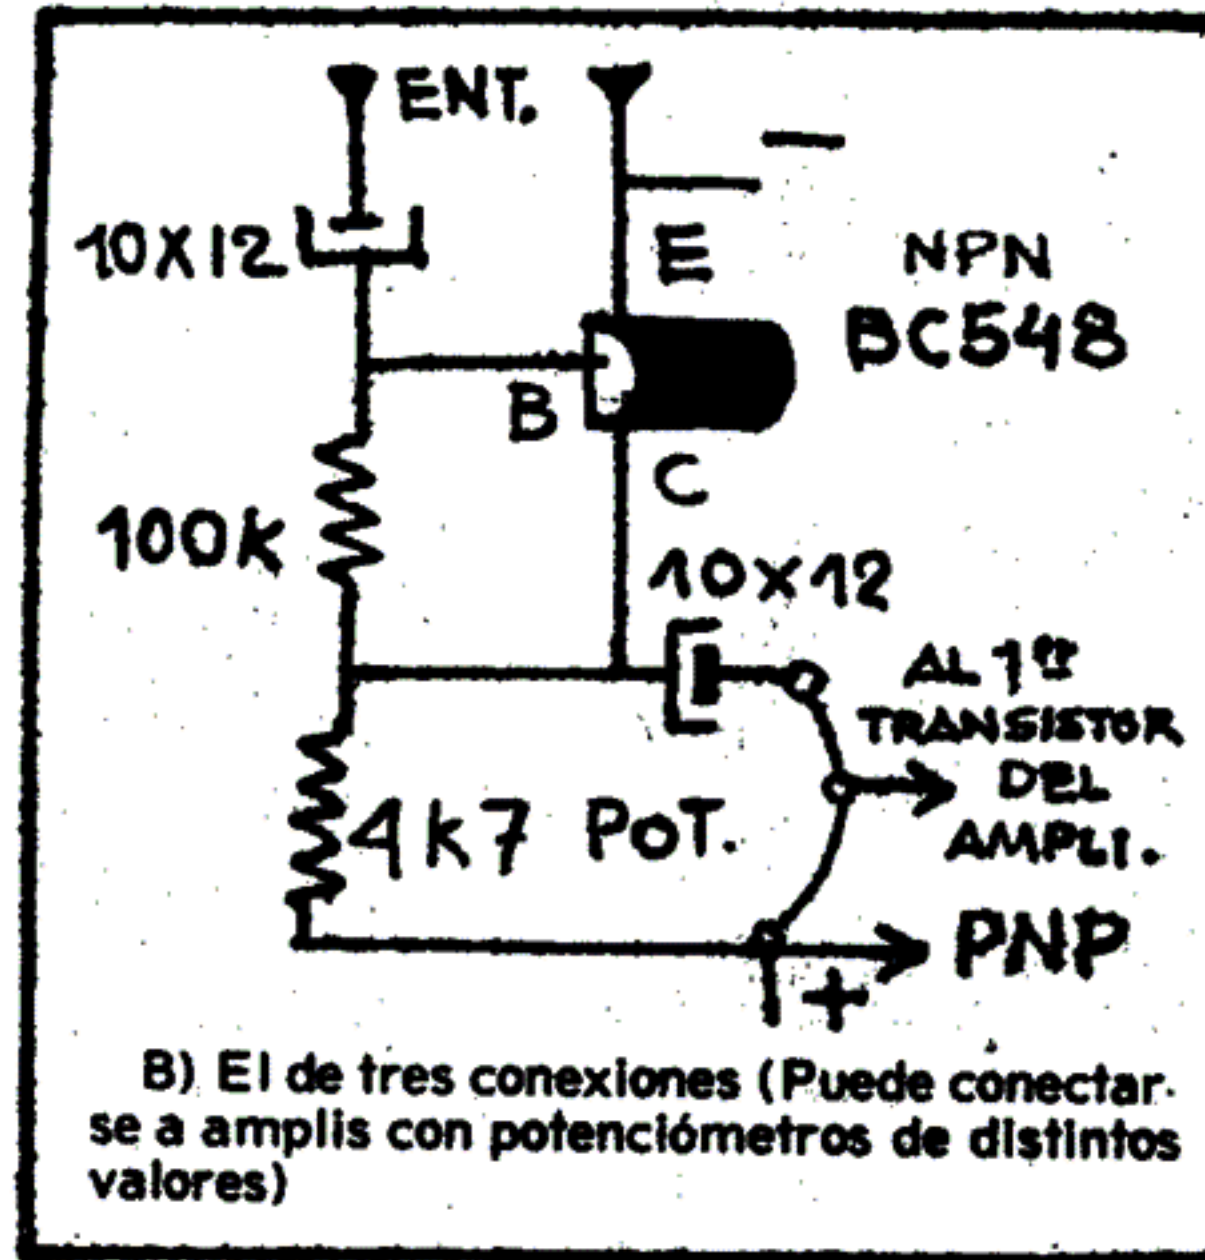 ENT.
—
10X12
E
NPN
BC548
B
C
100K
10X12
AL 1er
TRANSISTOR
DEL
AMPLI.
4K7 POT.
PNP
+
B) El de tres conexiones (Puede conectar-
se a amplis con potenciómetros de distintos
valores)